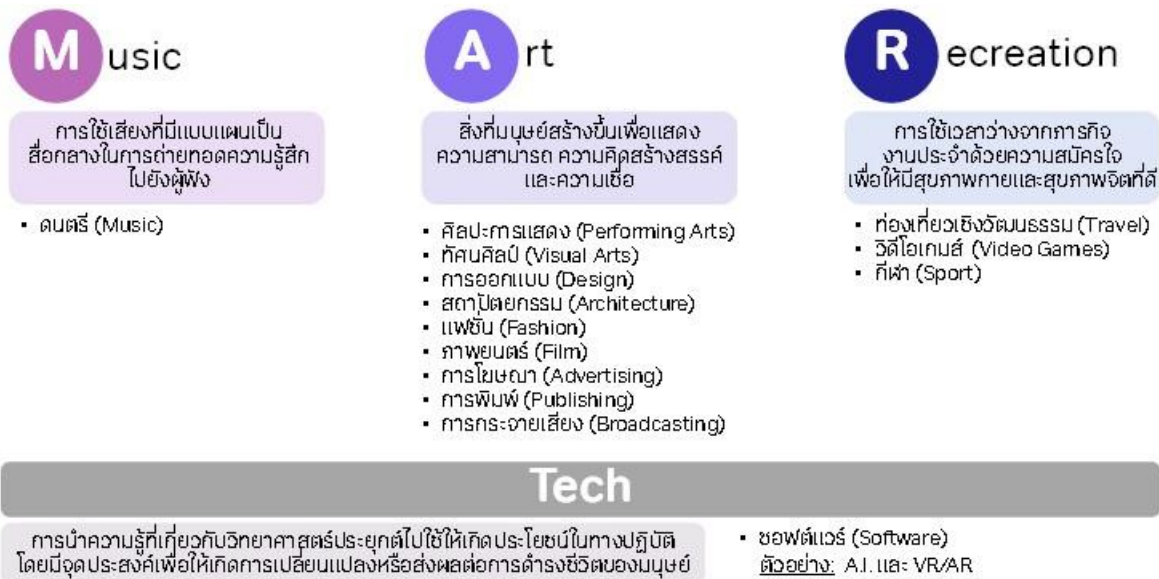 Music
การใช้เสียงที่มีแบบแผนเป็น
สื่อกลางในการถ่ายทอดความรู้สึก
ไปยังผู้ฟัง
▪ ดนตรี (Music)
Art
สิ่งที่มนุษย์สร้างขึ้นเพื่อแสดง
ความสามารถ ความคิดสร้างสรรค์
และความเชื่อ
▪ ศิลปะการแสดง (Performing Arts)
▪ ทัศนศิลป์ (Visual Arts)
▪ การออกแบบ (Design)
▪ สถาปัตยกรรม (Architecture)
▪ แฟชั่น (Fashion)
▪ ภาพยนตร์ (Film)
▪ การโฆษณา (Advertising)
▪ การพิมพ์ (Publishing)
▪ การกระจายเสียง (Broadcasting)
Recreation
การใช้เวลาว่างจากภารกิจ
งานประจำด้วยความสมัครใจ
เพื่อให้มีสุขภาพกายและสุขภาพจิตที่ดี
▪ ท่องเที่ยวเชิงวัฒนธรรม (Travel)
▪ วิดีโอเกมส์ (Video Games)
▪ กีฬา (Sport)
Tech
การนำความรู้ที่เกี่ยวกับวิทยาศาสตร์ประยุกต์ไปใช้ให้เกิดประโยชน์ในทางปฏิบัติ
โดยมีจุดประสงค์เพื่อให้เกิดการเปลี่ยนแปลงหรือส่งผลต่อการดำรงชีวิตของมนุษย์
▪ ซอฟต์แวร์ (Software)
ตัวอย่าง: A.I. และ VR/AR